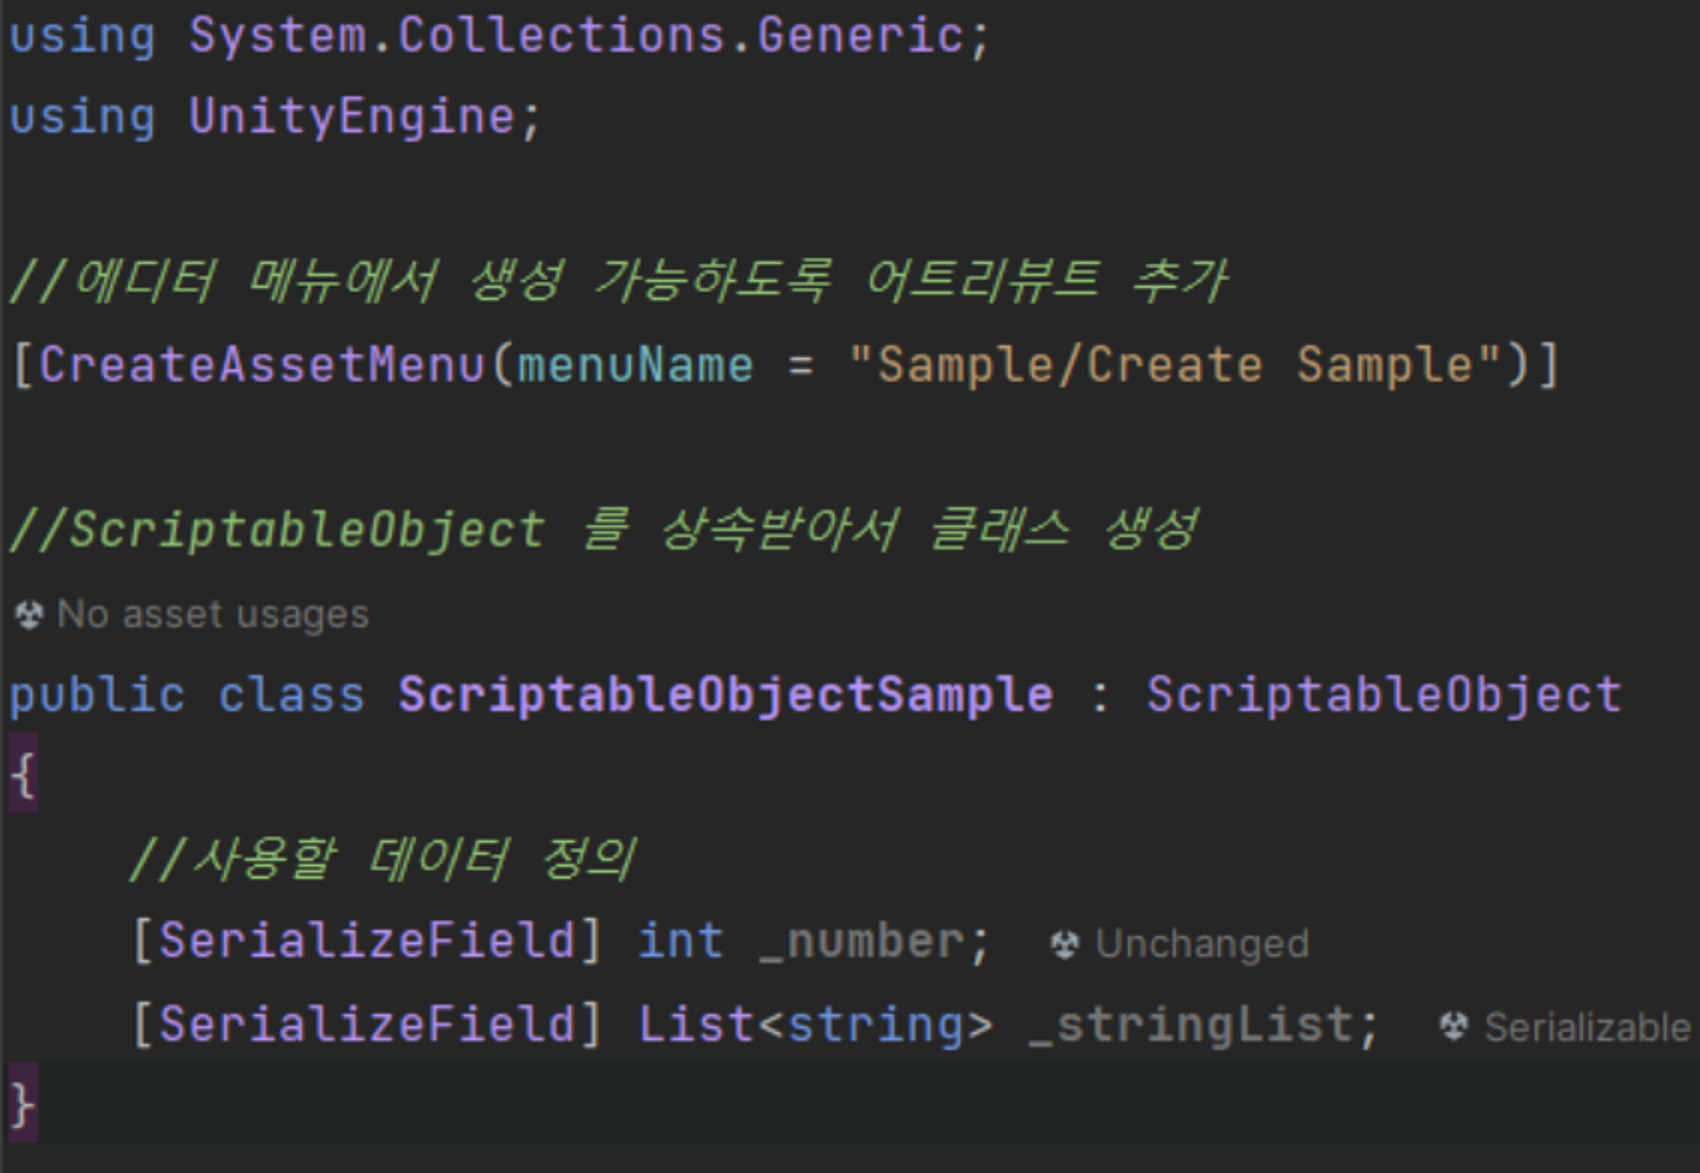 using System.Collections.Generic;
using UnityEngine;
//에디터 메뉴에서 생성 가능하도록 어트리뷰트 추가
[CreateAssetMenu(menuName = "Sample/Create Sample")]
//ScriptableObject 를 상속받아서 클래스 생성
No asset usages
public class ScriptableObjectSample : ScriptableObject
{
    //사용할 데이터 정의
    [SerializeField] int _number; Unchanged
    [SerializeField] List<string> _stringList; Serializable
}